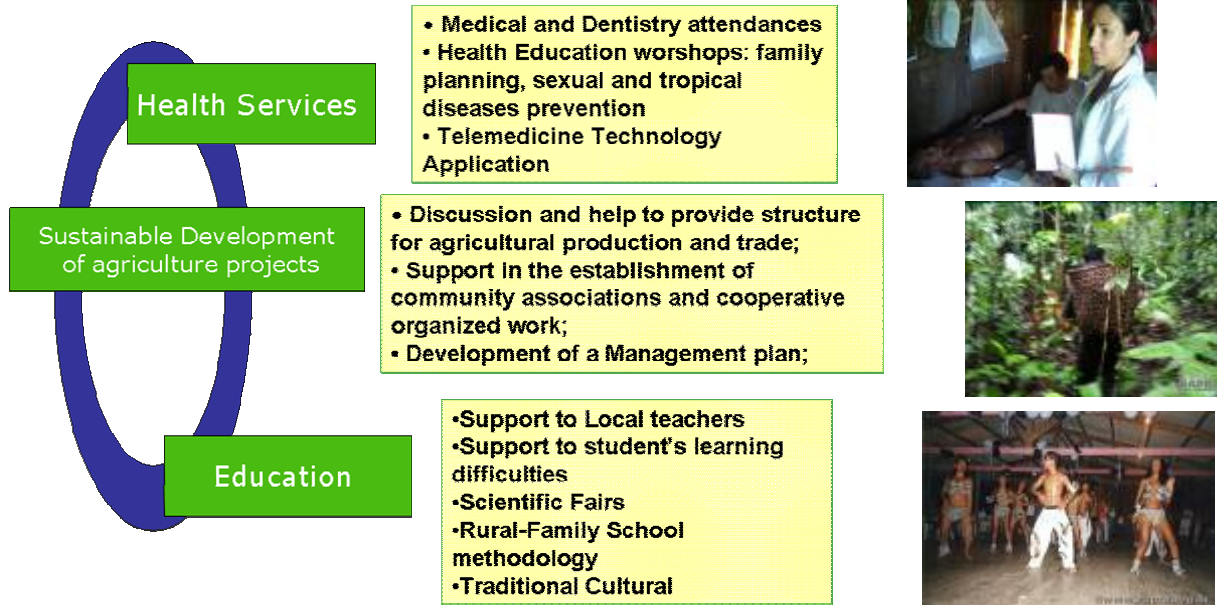 Health Services
• Medical and Dentistry attendances
• Health Education worshops: family
planning, sexual and tropical
diseases prevention
• Telemedicine Technology
Application
Sustainable Development
of agriculture projects
• Discussion and help to provide structure
for agricultural production and trade;
• Support in the establishment of
community associations and cooperative
organized work;
• Development of a Management plan;
Education
•Support to Local teachers
•Support to student's learning
difficulties
•Scientific Fairs
•Rural-Family School
methodology
•Traditional Cultural